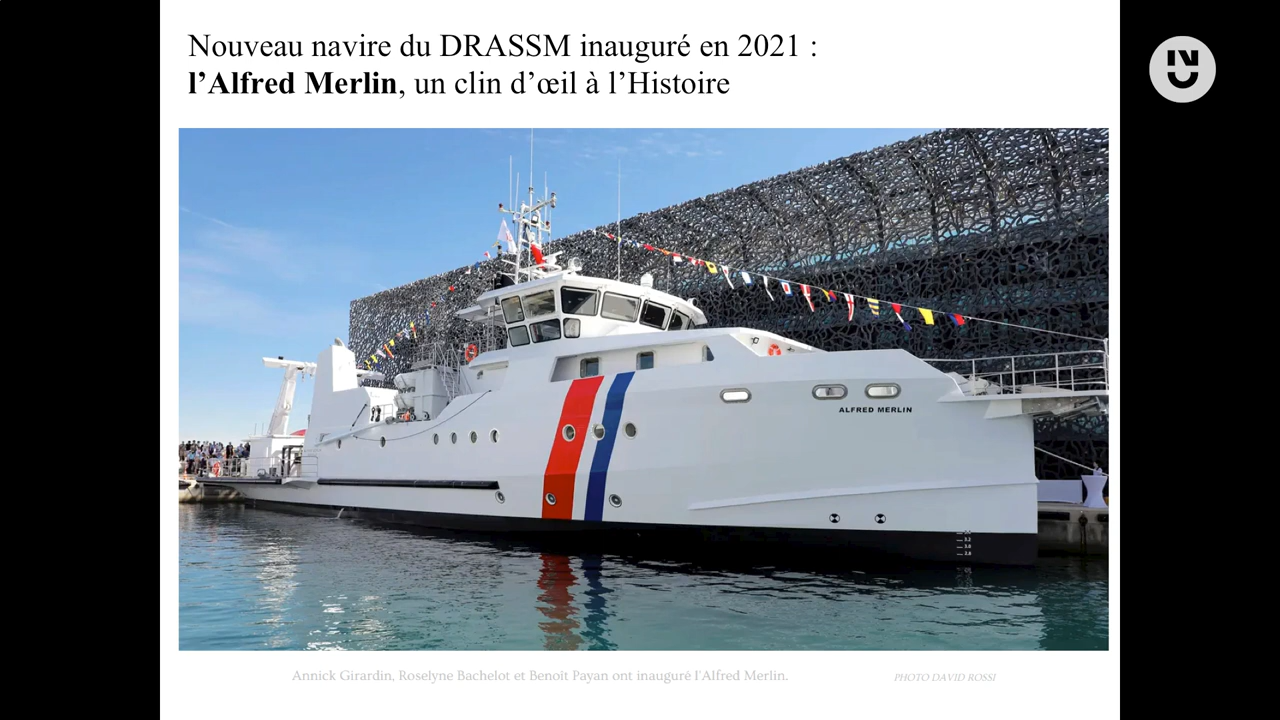 Nouveau navire du DRASSM inauguré en 2021 :
l’Alfred Merlin, un clin d’œil à l’Histoire
ALFRED MERLIN
Annick Girardin, Roselyne Bachelot et Benoît Payan ont inauguré l'Alfred Merlin.
PHOTO DAVID ROSSI